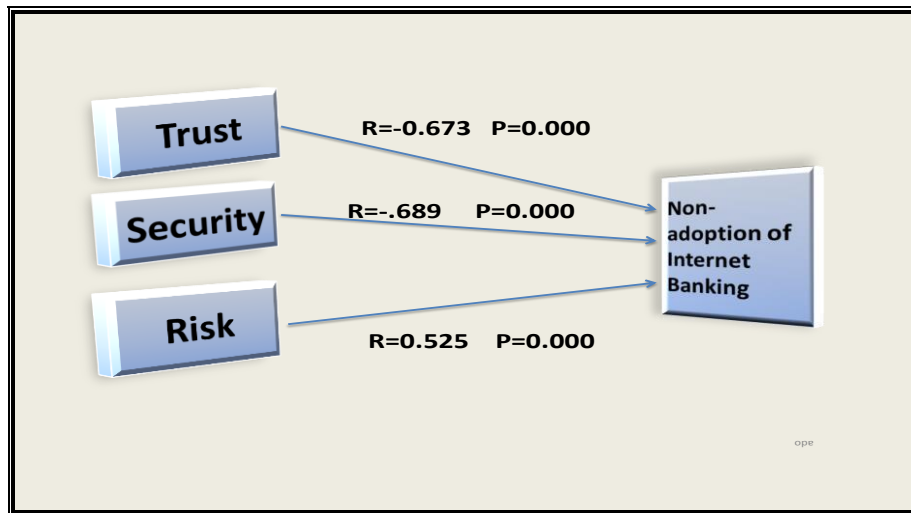 Trust
R=-0.673 P=0.000
Security
R=-.689 P=0.000
Risk
R=0.525 P=0.000
Non-
adoption of
Internet
Banking